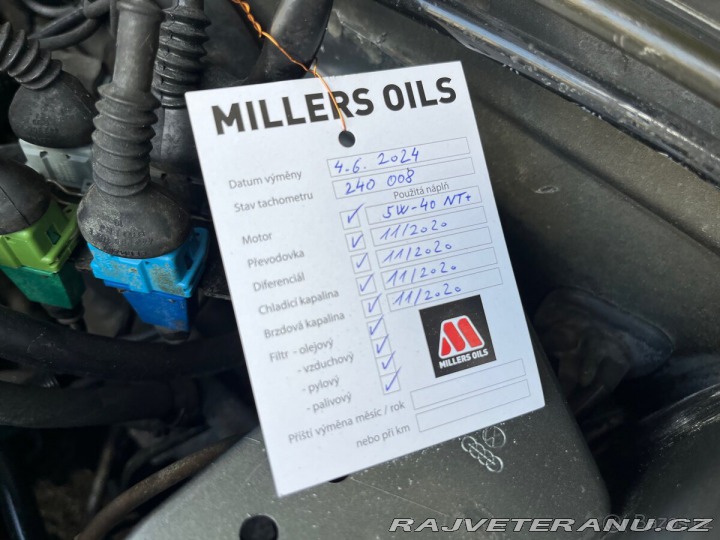 MILLERS OILS
Datum výměny 4.6. 2024
Stav tachometru 240 008
Použitá náplň
Motor ✓ 5W-40 NT+
Převodovka ✓ 11/2020
Diferenciál ✓ 11/2020
Chladicí kapalina ✓ 11/2020
Brzdová kapalina ✓ 11/2020
Filtr - olejový ✓
- vzduchový ✓
- pylový ✓
- palivový ✓
Příští výměna měsíc / rok
nebo při km
MILLERS OILS
RAJVETERANU.CZ